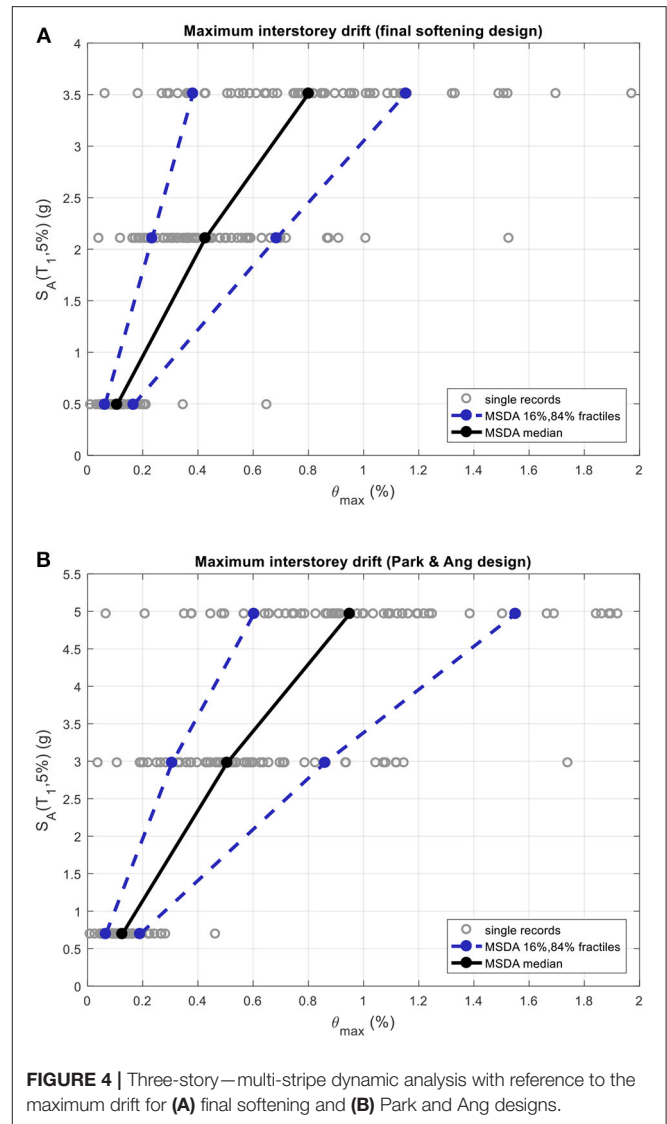 A
Maximum interstorey drift (final softening design)
4
3.5
3
2.5
2
1.5
1
0.5
0
S_A(T_1,5%) (g)
single records
MSDA 16%,84% fractiles
MSDA median
0 0.2 0.4 0.6 0.8 1 1.2 1.4 1.6 1.8 2
θ_max (%)
B
Maximum interstorey drift (Park & Ang design)
5.5
5
4.5
4
3.5
3
2.5
2
1.5
1
0.5
0
S_A(T_1,5%) (g)
single records
MSDA 16%,84% fractiles
MSDA median
0 0.2 0.4 0.6 0.8 1 1.2 1.4 1.6 1.8 2
θ_max (%)
FIGURE 4 | Three-story—multi-stripe dynamic analysis with reference to the
maximum drift for (A) final softening and (B) Park and Ang designs.